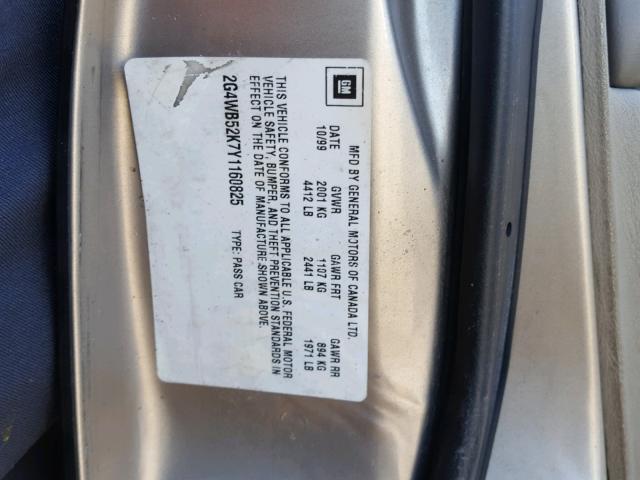 GM
MFD BY GENERAL MOTORS OF CANADA LTD.
DATE GVWR GAWR FRT GAWR RR
10/99 2001 KG 1107 KG 894 KG
4412 LB 2441 LB 1971 LB
THIS VEHICLE CONFORMS TO ALL APPLICABLE U.S. FEDERAL MOTOR
VEHICLE SAFETY, BUMPER, AND THEFT PREVENTION STANDARDS IN
EFFECT ON THE DATE OF MANUFACTURE SHOWN ABOVE.
2G4WB52K7Y1160825 TYPE: PASS CAR